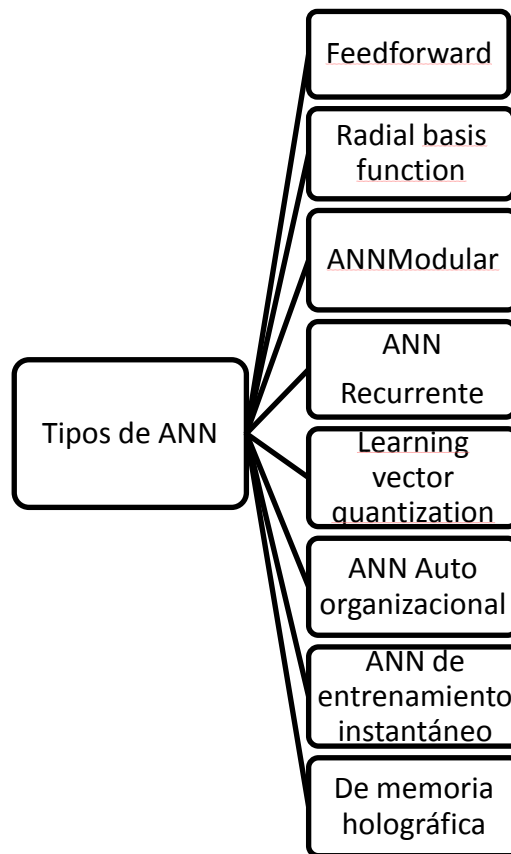 Tipos de ANN
Feedforward
Radial basis
function
ANNModular
ANN
Recurrente
Learning
vector
quantization
ANN Auto
organizacional
ANN de
entrenamiento
instantáneo
De memoria
holográfica